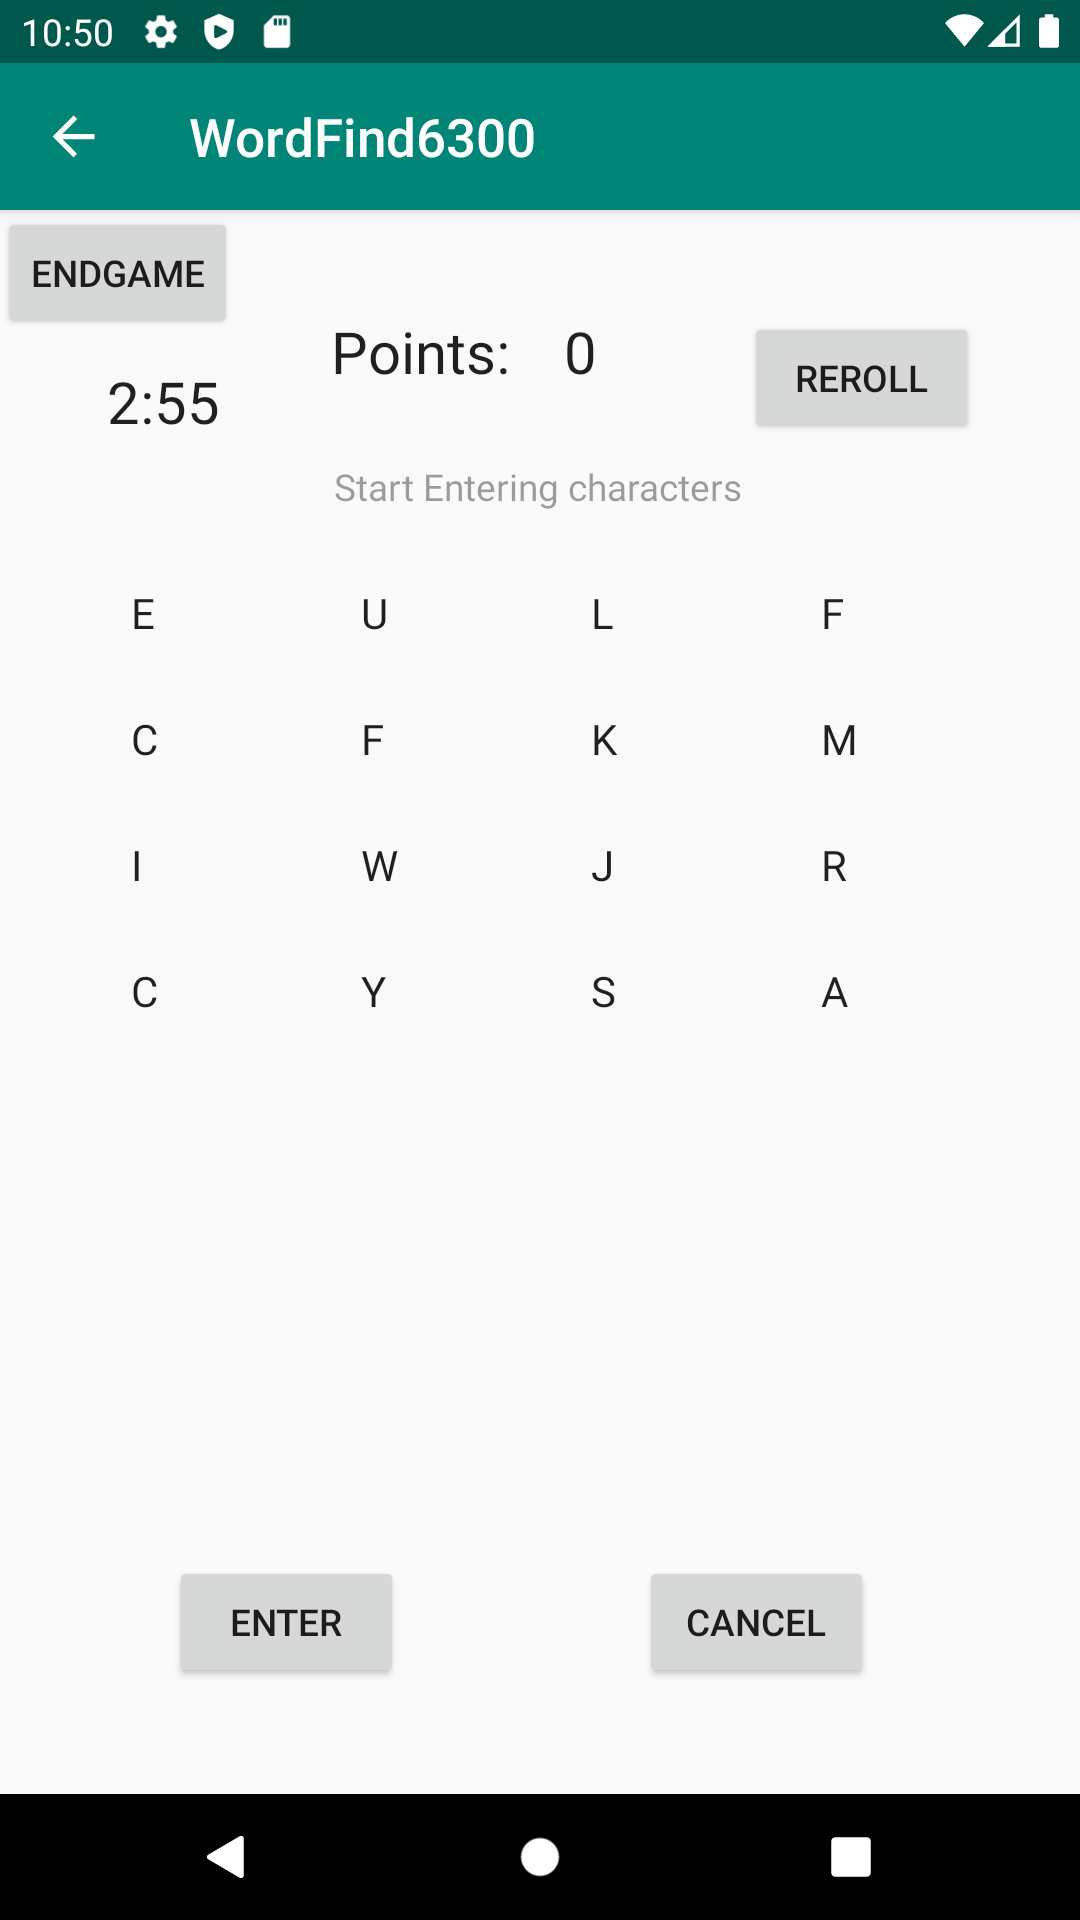 10:50
WordFind6300
ENDGAME
Points: 0
REROLL
2:55
Start Entering characters
E U L F
C F K M
I W J R
C Y S A
ENTER CANCEL